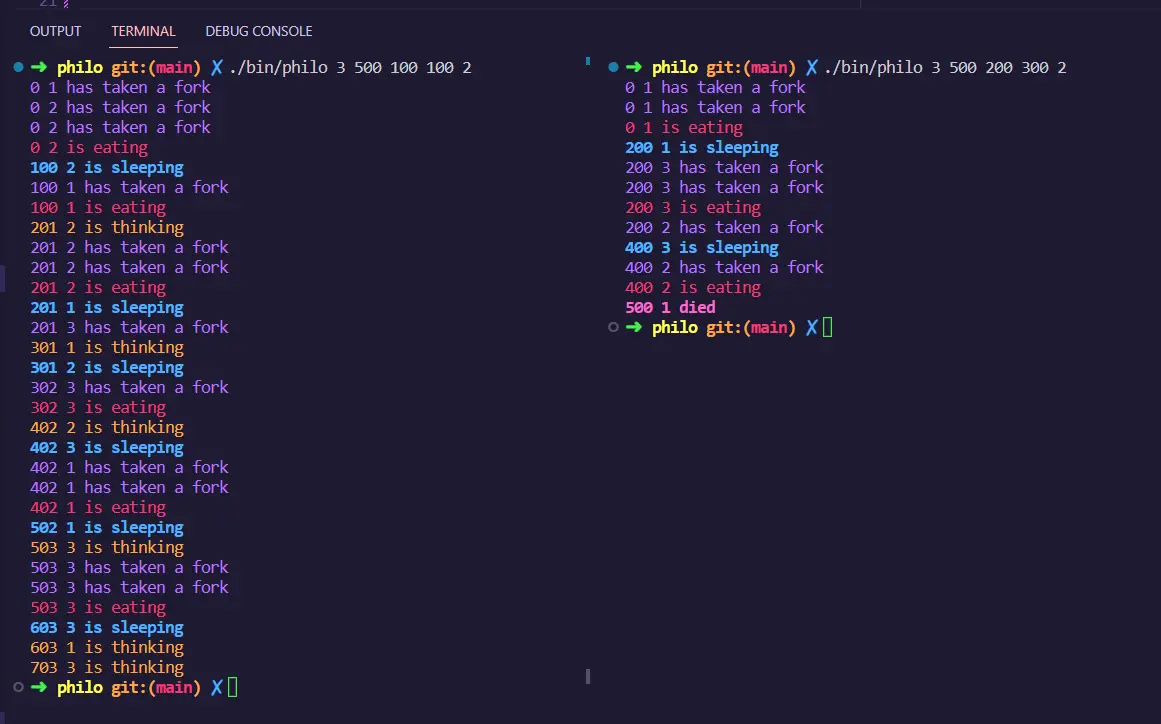 21
OUTPUT TERMINAL DEBUG CONSOLE
➜ philo git:(main) ✗ ./bin/philo 3 500 100 100 2
0 1 has taken a fork
0 2 has taken a fork
0 2 has taken a fork
0 2 is eating
100 2 is sleeping
100 1 has taken a fork
100 1 is eating
201 2 is thinking
201 2 has taken a fork
201 2 has taken a fork
201 2 is eating
201 1 is sleeping
201 3 has taken a fork
301 1 is thinking
301 2 is sleeping
302 3 has taken a fork
302 3 is eating
402 2 is thinking
402 3 is sleeping
402 1 has taken a fork
402 1 has taken a fork
402 1 is eating
502 1 is sleeping
503 3 is thinking
503 3 has taken a fork
503 3 has taken a fork
503 3 is eating
603 3 is sleeping
603 1 is thinking
703 3 is thinking
➜ philo git:(main) ✗
➜ philo git:(main) ✗ ./bin/philo 3 500 200 300 2
0 1 has taken a fork
0 1 has taken a fork
0 1 is eating
200 1 is sleeping
200 3 has taken a fork
200 3 has taken a fork
200 3 is eating
200 2 has taken a fork
400 3 is sleeping
400 2 has taken a fork
400 2 is eating
500 1 died
➜ philo git:(main) ✗